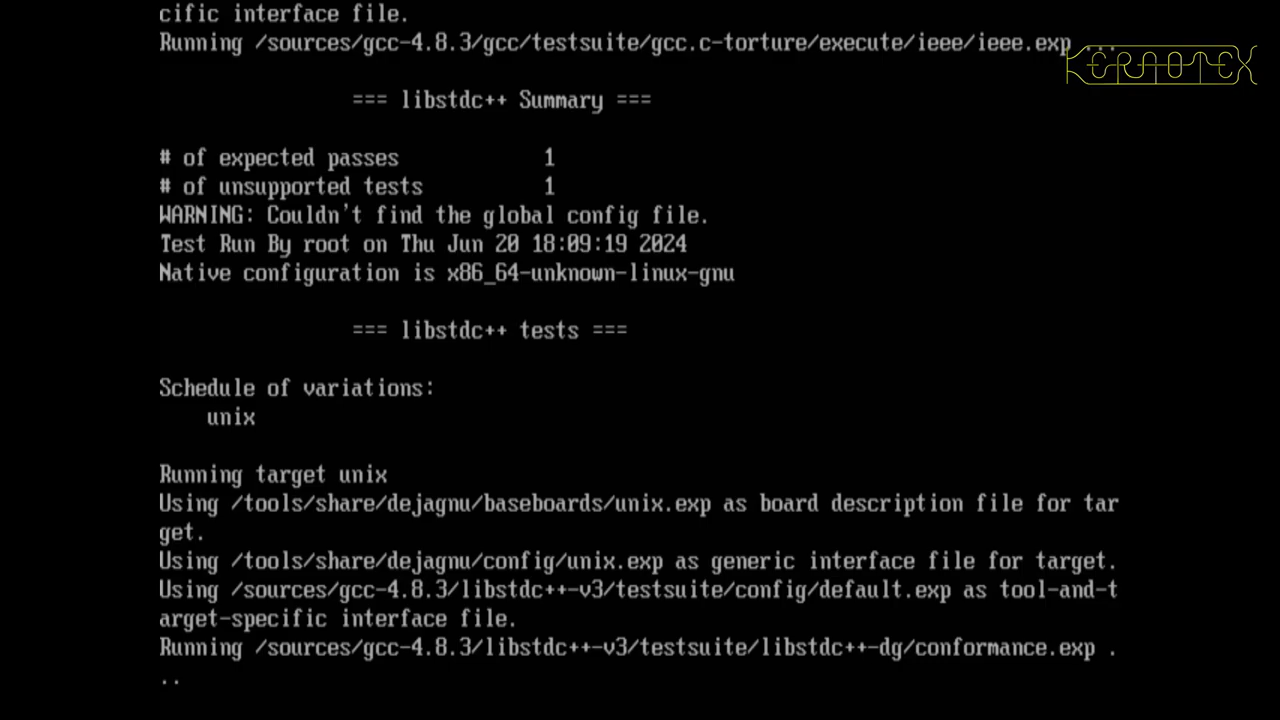 cific interface file.
Running /sources/gcc-4.8.3/gcc/testsuite/gcc.c-torture/execute/ieee/ieee.exp ...
KERNOTEX
=== libstdc++ Summary ===
# of expected passes 1
# of unsupported tests 1
WARNING: Couldn't find the global config file.
Test Run By root on Thu Jun 20 18:09:19 2024
Native configuration is x86_64-unknown-linux-gnu
=== libstdc++ tests ===
Schedule of variations:
unix
Running target unix
Using /tools/share/dejagnu/baseboards/unix.exp as board description file for tar
get.
Using /tools/share/dejagnu/config/unix.exp as generic interface file for target.
Using /sources/gcc-4.8.3/libstdc++-v3/testsuite/config/default.exp as tool-and-t
arget-specific interface file.
Running /sources/gcc-4.8.3/libstdc++-v3/testsuite/libstdc++-dg/conformance.exp .
..